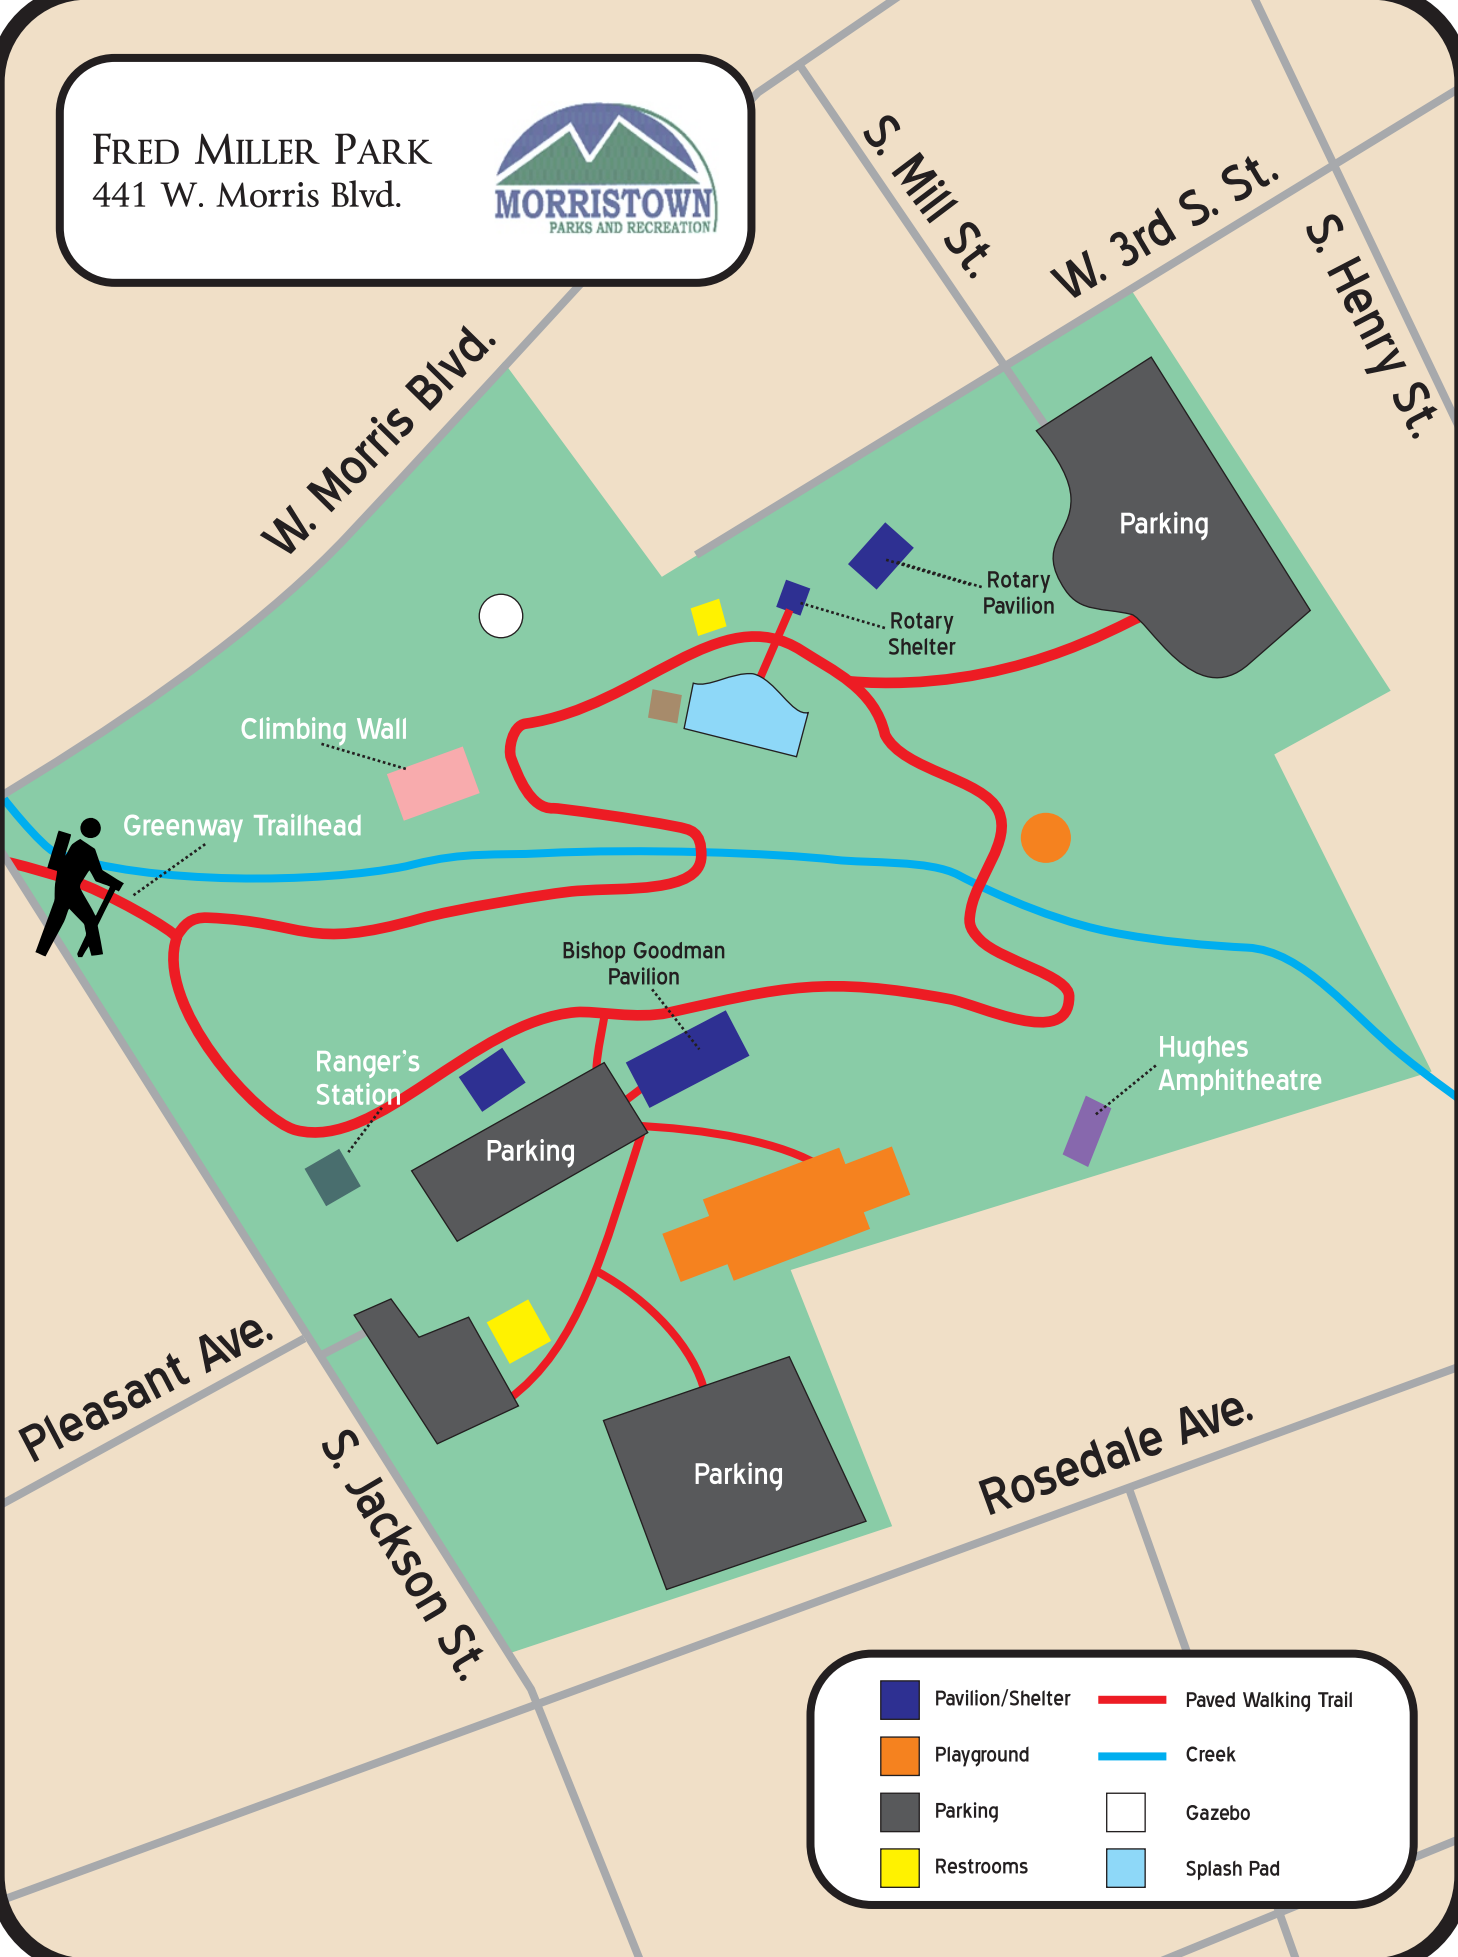 FRED MILLER PARK
441 W. Morris Blvd.
MORRISTOWN
PARKS AND RECREATION
S. Mill St.
W. 3rd S. St.
S. Henry St.
W. Morris Blvd.
Parking
Rotary
Pavilion
Rotary
Shelter
Climbing Wall
Greenway Trailhead
Bishop Goodman
Pavilion
Ranger's
Station
Hughes
Amphitheatre
Parking
Pleasant Ave.
S. Jackson St.
Parking
Rosedale Ave.
Pavilion/Shelter
Paved Walking Trail
Playground
Creek
Parking
Gazebo
Restrooms
Splash Pad